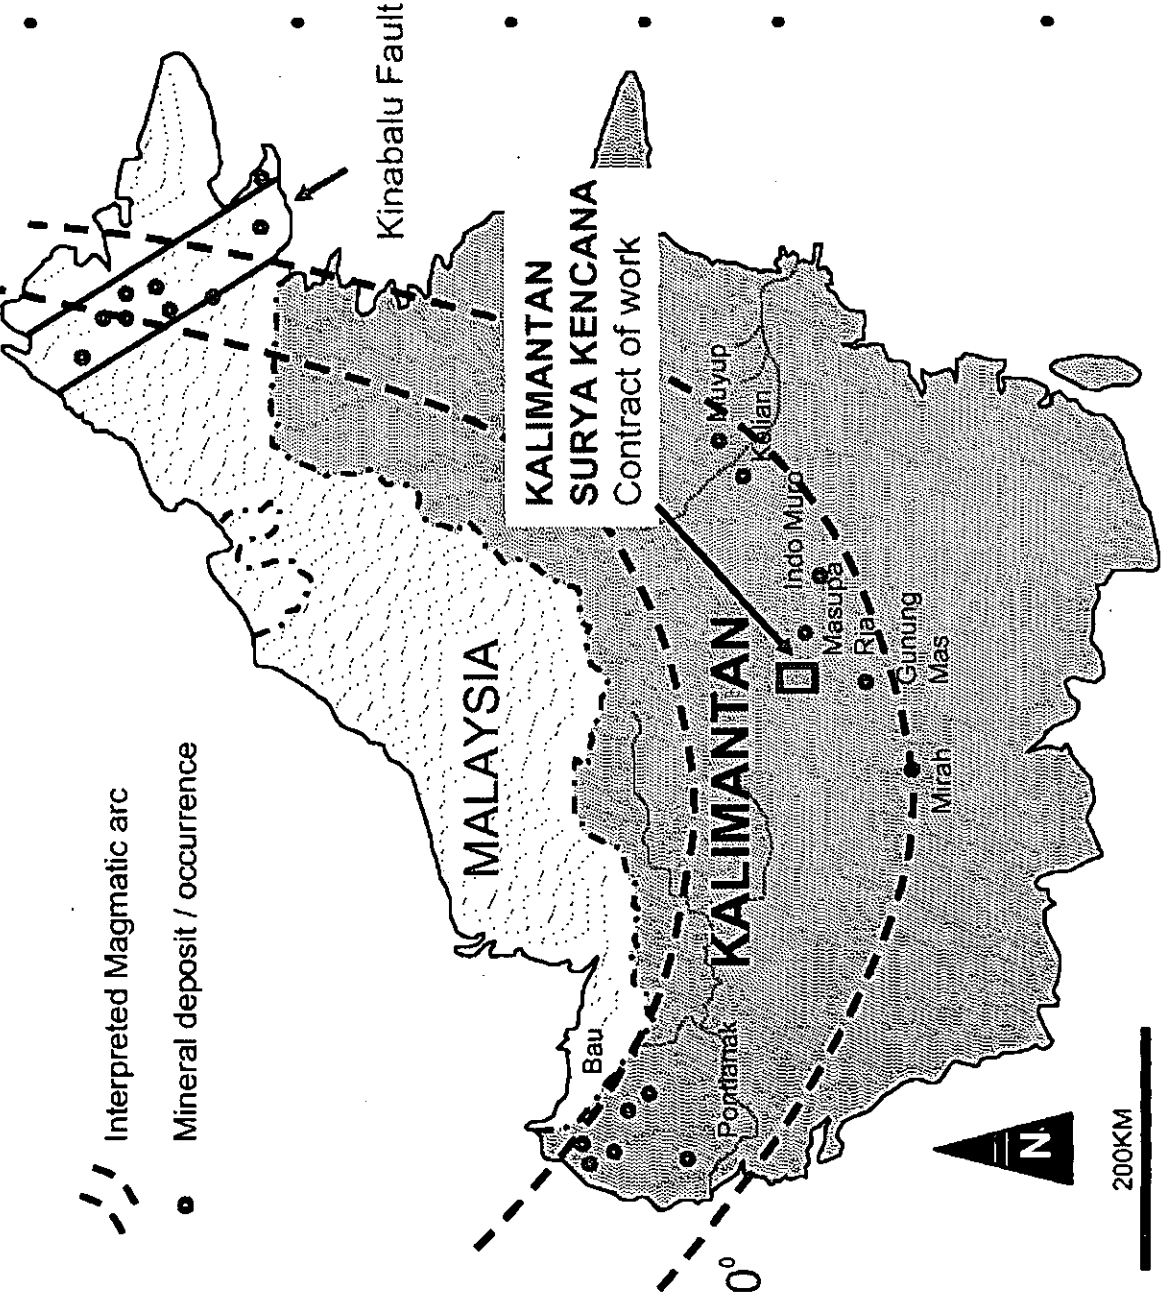 Interpreted Magmatic arc
Mineral deposit / occurrence
Kinabalu Fault
MALAYSIA
KALIMANTAN
SURYA KENCANA
Contract of work
KALIMANTAN
Bau
Pontianak
Muyup
Kelian
Indo Muro
Masupa
Ria
Gunung
Mas
Mirah
0°
N
200KM